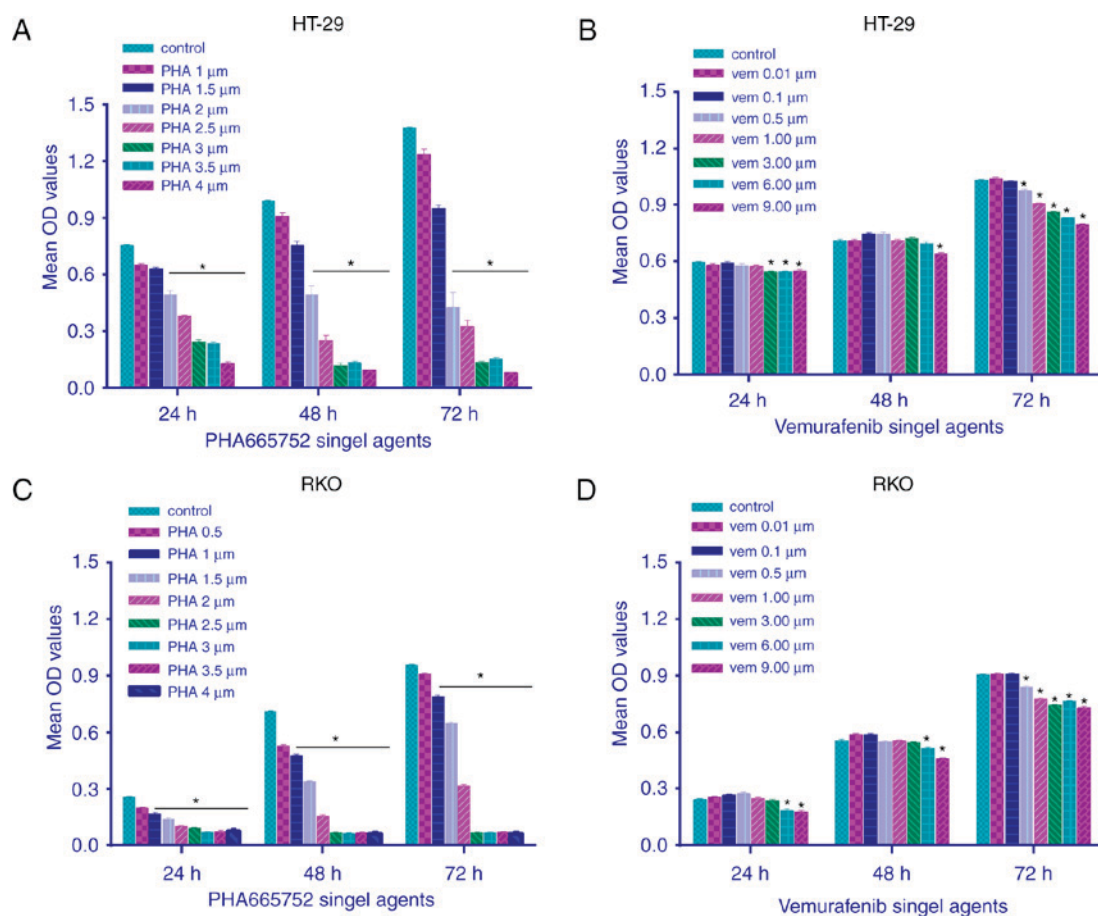 A
HT-29
control
PHA 1 μm
PHA 1.5 μm
PHA 2 μm
PHA 2.5 μm
PHA 3 μm
PHA 3.5 μm
PHA 4 μm
Mean OD values
1.5
1.2
0.9
0.6
0.3
0.0
*
*
*
24 h
48 h
72 h
PHA665752 singel agents
B
HT-29
control
vem 0.01 μm
vem 0.1 μm
vem 0.5 μm
vem 1.00 μm
vem 3.00 μm
vem 6.00 μm
vem 9.00 μm
Mean OD values
1.5
1.2
0.9
0.6
0.3
0.0
* * *
*
* * * * *
24 h
48 h
72 h
Vemurafenib singel agents
C
RKO
control
PHA 0.5
PHA 1 μm
PHA 1.5 μm
PHA 2 μm
PHA 2.5 μm
PHA 3 μm
PHA 3.5 μm
PHA 4 μm
Mean OD values
1.5
1.2
0.9
0.6
0.3
0.0
*
*
*
24 h
48 h
72 h
PHA665752 singel agents
D
RKO
control
vem 0.01 μm
vem 0.1 μm
vem 0.5 μm
vem 1.00 μm
vem 3.00 μm
vem 6.00 μm
vem 9.00 μm
Mean OD values
1.5
1.2
0.9
0.6
0.3
0.0
* *
* *
* * * * *
24 h
48 h
72 h
Vemurafenib singel agents